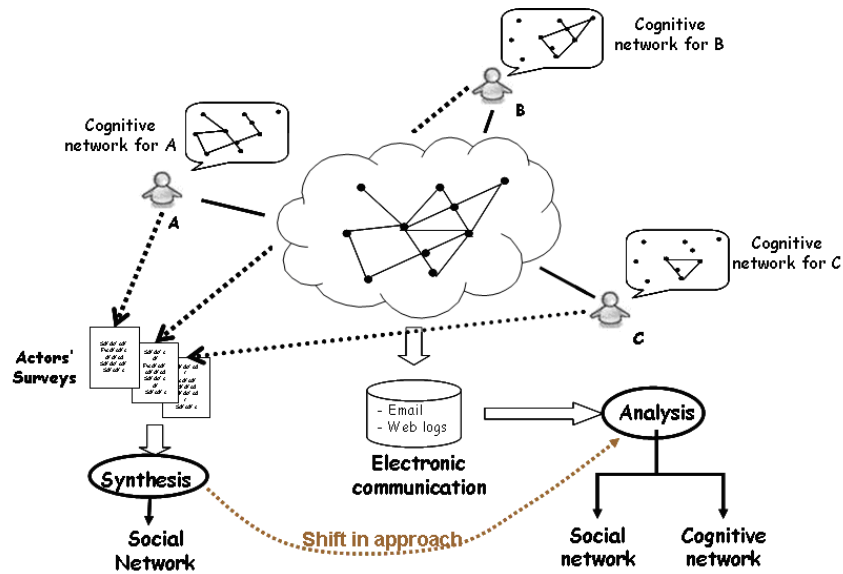 Cognitive
network for B
B
Cognitive
network for A
A
Cognitive
network for C
C
Actors'
Surveys
- Email
- Web logs
Electronic
communication
Analysis
Synthesis
Shift in approach
Social
Network
Social
network
Cognitive
network